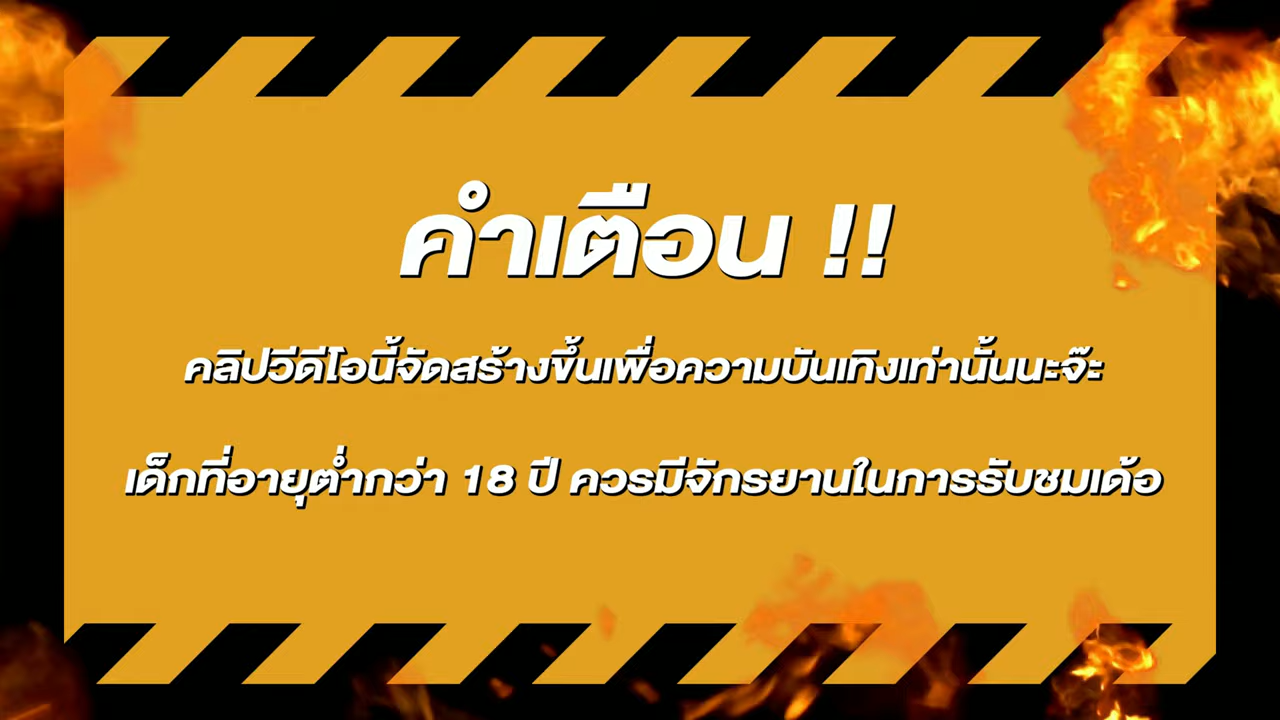 คำเตือน !!
คลิปวีดีโอนี้จัดสร้างขึ้นเพื่อความบันเทิงเท่านั้นนะจ๊ะ
เด็กที่อายุต่ำกว่า 18 ปี ควรมีจักรยานในการรับชมเด้อ